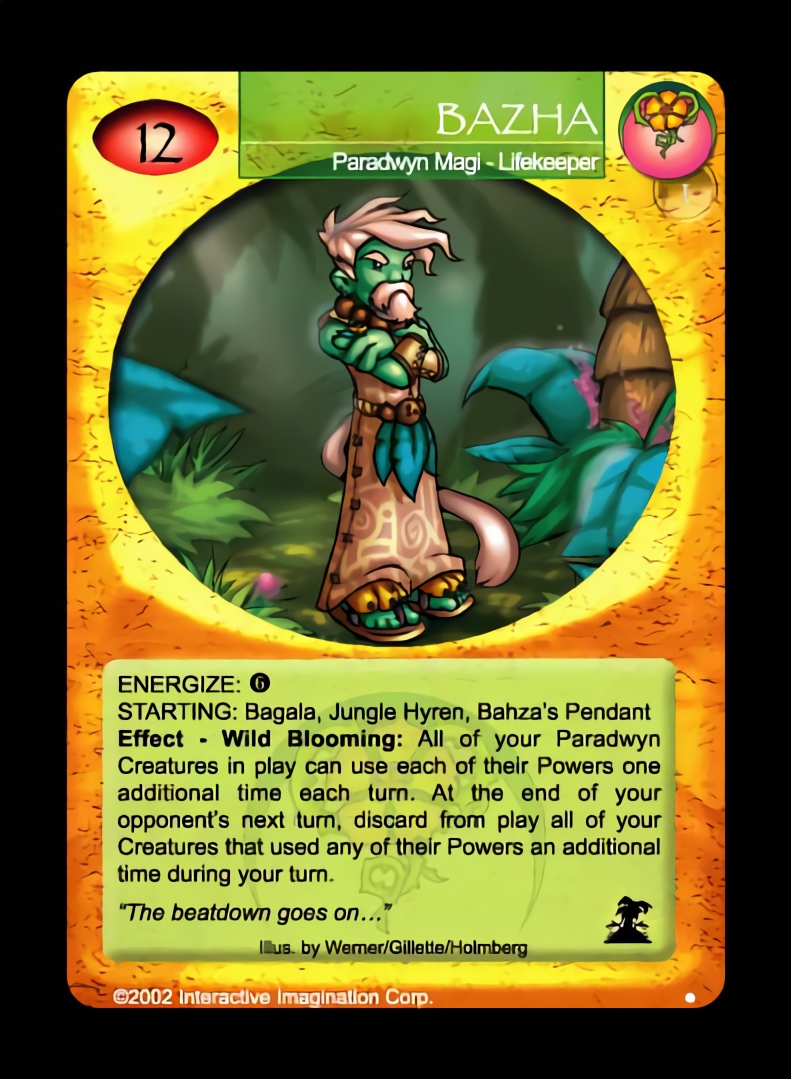 12
BAZHA
Paradwyn Magi - Lifekeeper
1
ENERGIZE: 6
STARTING: Bagala, Jungle Hyren, Bahza's Pendant
Effect - Wild Blooming: All of your Paradwyn
Creatures in play can use each of their Powers one
additional time each turn. At the end of your
opponent's next turn, discard from play all of your
Creatures that used any of their Powers an additional
time during your turn.
"The beatdown goes on..."
Illus. by Werner/Gillette/Holmberg
©2002 Interactive Imagination Corp.